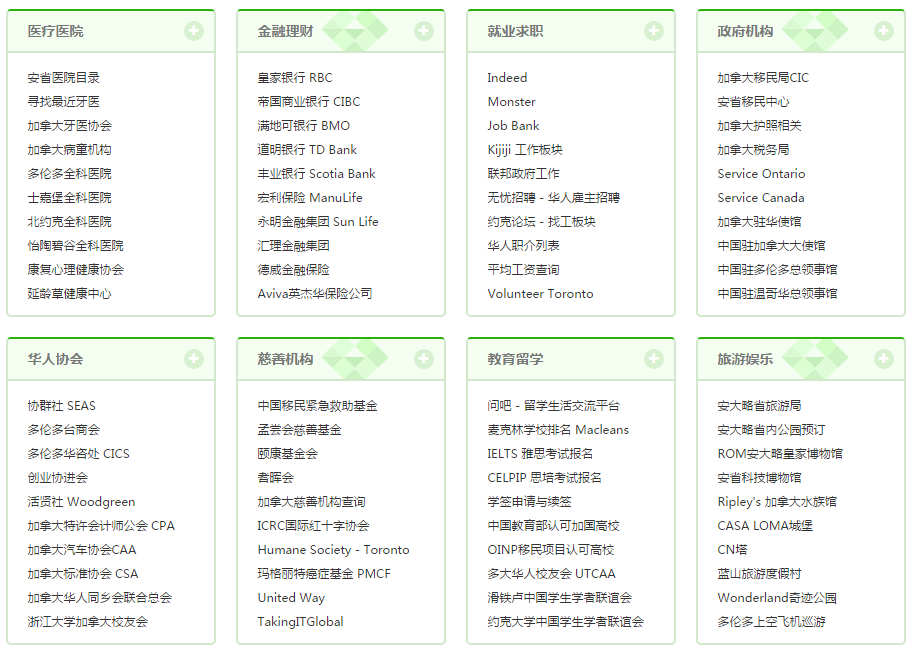 医疗医院
安省医院目录
寻找最近牙医
加拿大牙医协会
加拿大病童机构
多伦多全科医院
士嘉堡全科医院
北约克全科医院
怡陶碧谷全科医院
康复心理健康协会
延龄草健康中心
金融理财
皇家银行 RBC
帝国商业银行 CIBC
满地可银行 BMO
道明银行 TD Bank
丰业银行 Scotia Bank
宏利保险 ManuLife
永明金融集团 Sun Life
汇理金融集团
德威金融保险
Aviva英杰华保险公司
就业求职
Indeed
Monster
Job Bank
Kijiji 工作板块
联邦政府工作
无忧招聘 - 华人雇主招聘
约克论坛 - 找工板块
华人职介列表
平均工资查询
Volunteer Toronto
政府机构
加拿大移民局CIC
安省移民中心
加拿大护照相关
加拿大税务局
Service Ontario
Service Canada
加拿大驻华使馆
中国驻加拿大大使馆
中国驻多伦多总领事馆
中国驻温哥华总领事馆
华人协会
协群社 SEAS
多伦多台商会
多伦多华咨处 CICS
创业协进会
活贤社 Woodgreen
加拿大特许会计师公会 CPA
加拿大汽车协会CAA
加拿大标准协会 CSA
加拿大华人同乡会联合总会
浙江大学加拿大校友会
慈善机构
中国移民紧急救助基金
孟尝会慈善基金
颐康基金会
耆晖会
加拿大慈善机构查询
ICRC国际红十字协会
Humane Society - Toronto
玛格丽特癌症基金 PMCF
United Way
TakingITGlobal
教育留学
问吧 - 留学生活交流平台
麦克林学校排名 Macleans
IELTS 雅思考试报名
CELPIP 思培考试报名
学签申请与续签
中国教育部认可加国高校
OINP移民项目认可高校
多大华人校友会 UTCAA
滑铁卢中国学生学者联谊会
约克大学中国学生学者联谊会
旅游娱乐
安大略省旅游局
安大略省内公园预订
ROM安大略皇家博物馆
安省科技博物馆
Ripley's 加拿大水族馆
CASA LOMA城堡
CN塔
蓝山旅游度假村
Wonderland奇迹公园
多伦多上空飞机巡游